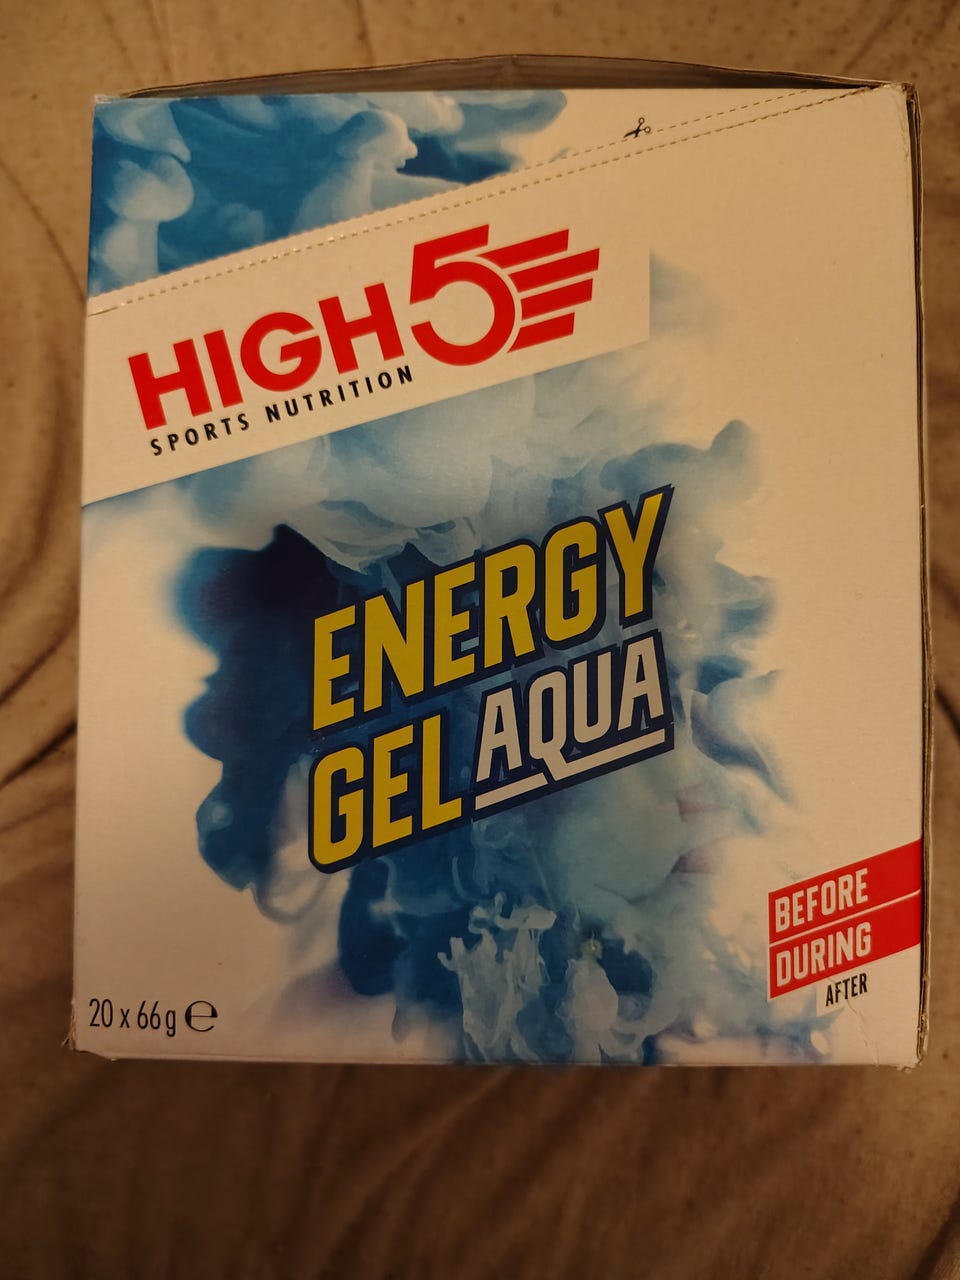 HIGH5
SPORTS NUTRITION
ENERGY
GEL AQUA
BEFORE
DURING
AFTER
20 x 66g ℮